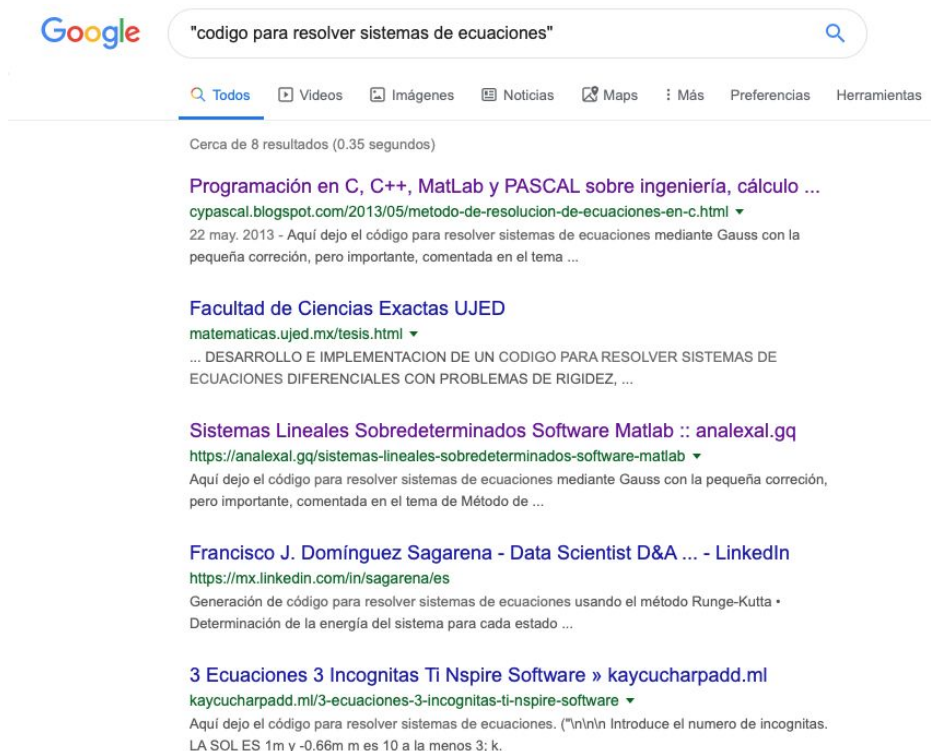 Google
"codigo para resolver sistemas de ecuaciones"
Todos Videos Imágenes Noticias Maps Más Preferencias Herramientas
Cerca de 8 resultados (0.35 segundos)
Programación en C, C++, MatLab y PASCAL sobre ingeniería, cálculo ...
cypascal.blogspot.com/2013/05/metodo-de-resolucion-de-ecuaciones-en-c.html
22 may. 2013 - Aquí dejo el código para resolver sistemas de ecuaciones mediante Gauss con la
pequeña correción, pero importante, comentada en el tema ...
Facultad de Ciencias Exactas UJED
matematicas.ujed.mx/tesis.html
... DESARROLLO E IMPLEMENTACION DE UN CODIGO PARA RESOLVER SISTEMAS DE
ECUACIONES DIFERENCIALES CON PROBLEMAS DE RIGIDEZ, ...
Sistemas Lineales Sobredeterminados Software Matlab :: analexal.gq
https://analexal.gq/sistemas-lineales-sobredeterminados-software-matlab
Aquí dejo el código para resolver sistemas de ecuaciones mediante Gauss con la pequeña correción,
pero importante, comentada en el tema de Método de ...
Francisco J. Domínguez Sagarena - Data Scientist D&A ... - LinkedIn
https://mx.linkedin.com/in/sagarena/es
Generación de código para resolver sistemas de ecuaciones usando el método Runge-Kutta •
Determinación de la energía del sistema para cada estado ...
3 Ecuaciones 3 Incognitas Ti Nspire Software » kaycucharpadd.ml
kaycucharpadd.ml/3-ecuaciones-3-incognitas-ti-nspire-software
Aquí dejo el código para resolver sistemas de ecuaciones. ("\n\n\n Introduce el numero de incognitas.
LA SOL ES 1m y -0.66m m es 10 a la menos 3; k.